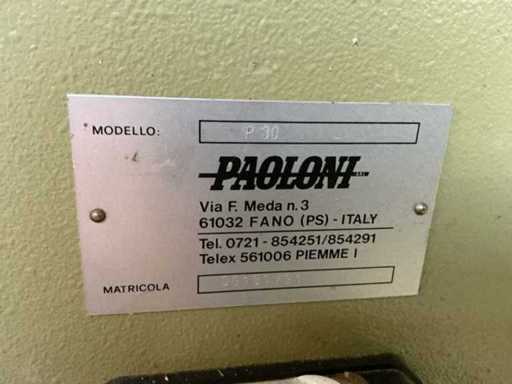 MODELLO: P 30
PAOLONI
Via F. Meda n. 3
61032 FANO (PS) - ITALY
Tel. 0721 - 854251/854291
Telex 561006 PIEMME I
MATRICOLA